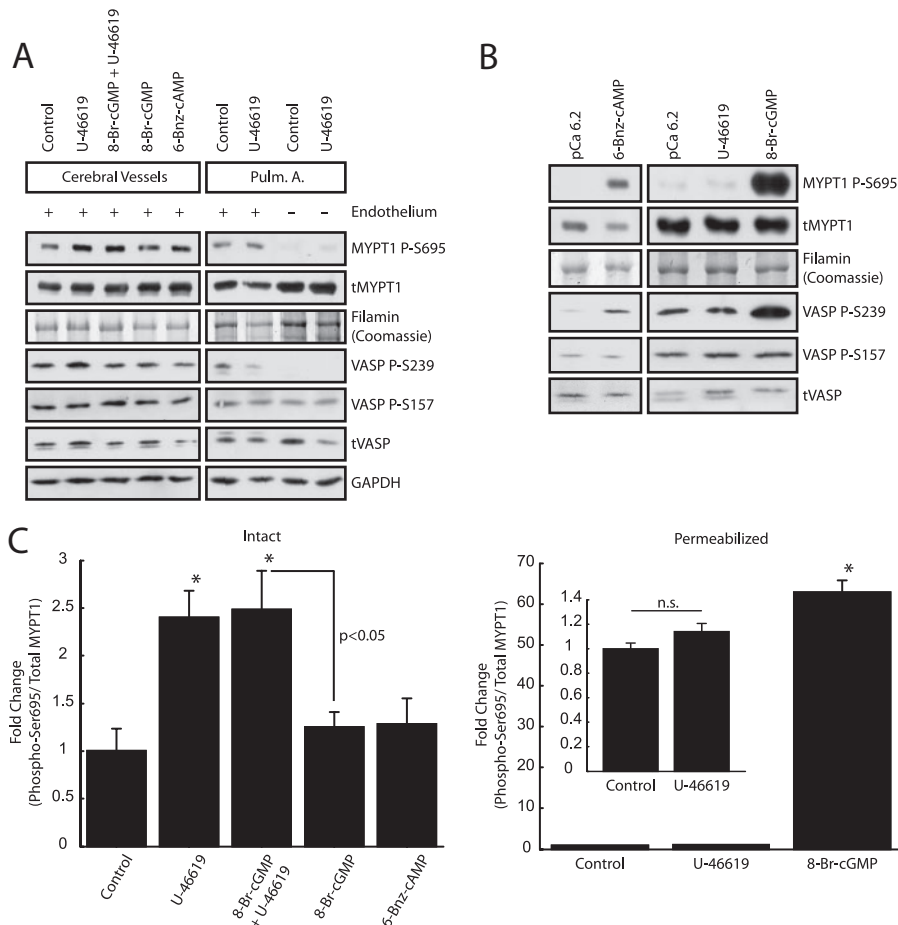 A
Control
U-46619
8-Br-cGMP + U-46619
8-Br-cGMP
6-Bnz-cAMP
Control
U-46619
Control
U-46619
Cerebral Vessels
Pulm. A.
+ + + + + + + – – Endothelium
MYPT1 P-S695
tMYPT1
Filamin
(Coomassie)
VASP P-S239
VASP P-S157
tVASP
GAPDH
B
pCa 6.2
6-Bnz-cAMP
pCa 6.2
U-46619
8-Br-cGMP
MYPT1 P-S695
tMYPT1
Filamin
(Coomassie)
VASP P-S239
VASP P-S157
tVASP
C
Intact
Fold Change
(Phospho-Ser695/ Total MYPT1)
3
2.5
2
1.5
1
0.5
0
*
*
p<0.05
Control
U-46619
8-Br-cGMP
+ U-46619
8-Br-cGMP
6-Bnz-cAMP
Permeabilized
Fold Change
(Phospho-Ser695/ Total MYPT1)
70
60
50
40
30
20
10
0
*
1.4
1.2
1
0.8
0.6
0.4
0.2
0
n.s.
Control
U-46619
Control
U-46619
8-Br-cGMP